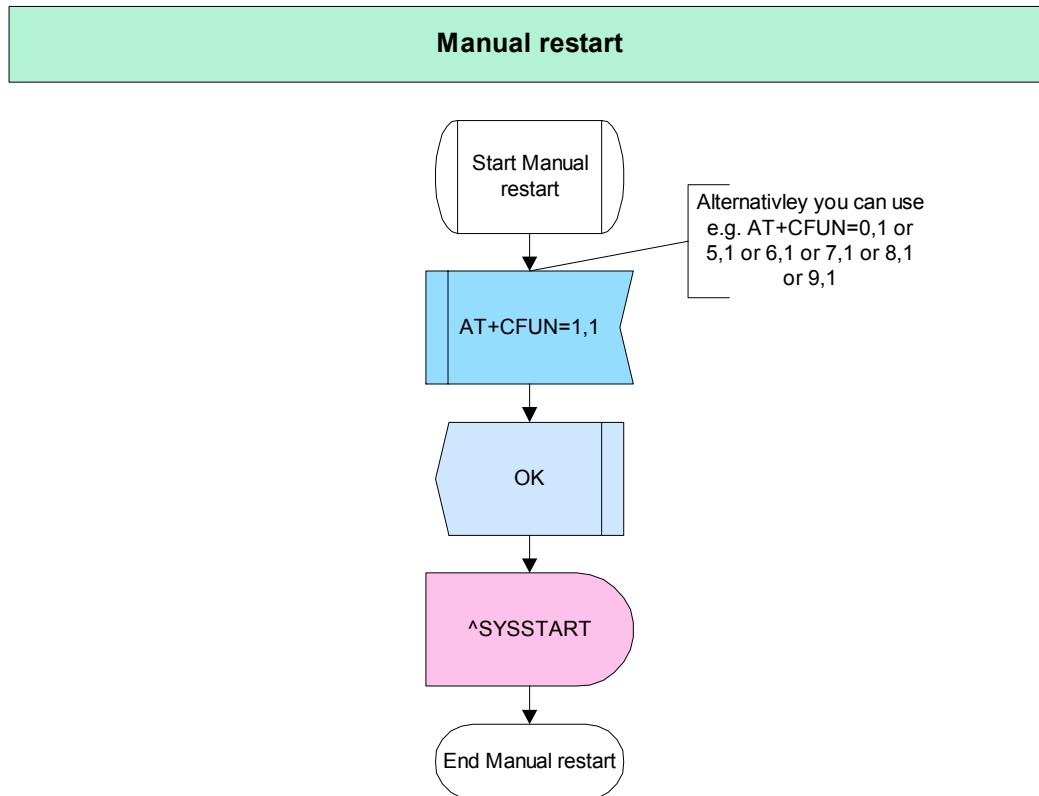 Manual restart
Start Manual
restart
Alternativley you can use
e.g. AT+CFUN=0,1 or
5,1 or 6,1 or 7,1 or 8,1
or 9,1
AT+CFUN=1,1
OK
^SYSSTART
End Manual restart